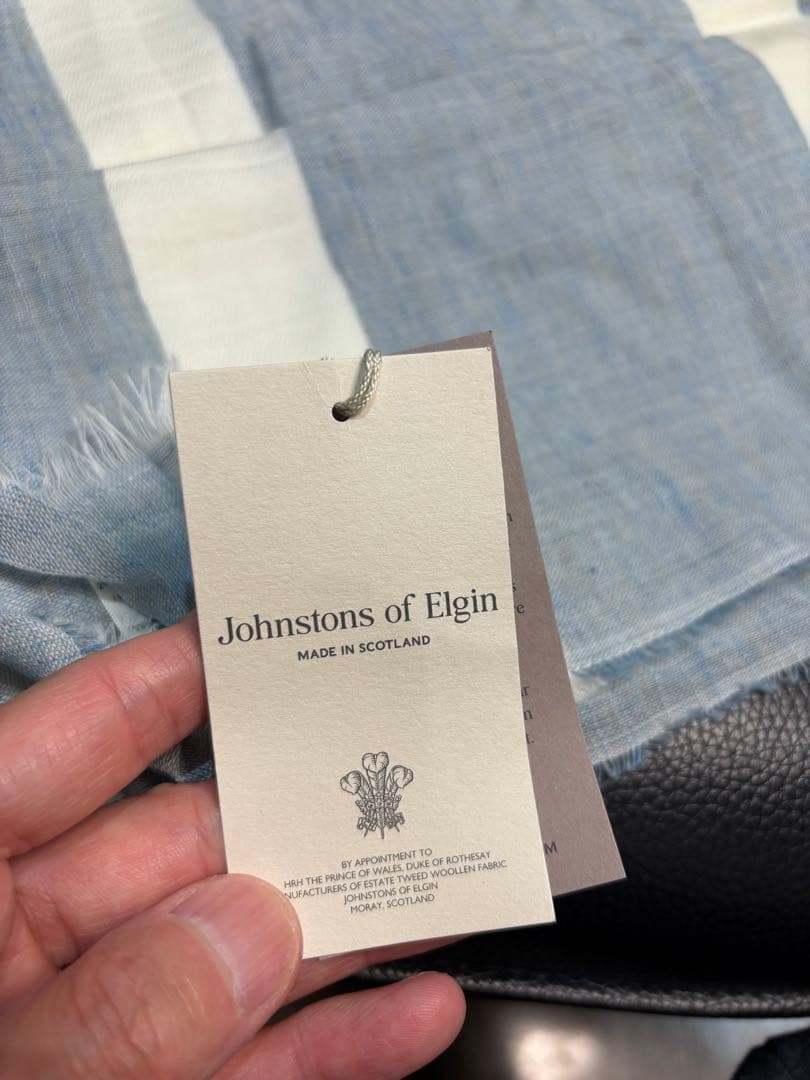 Johnstons of Elgin
MADE IN SCOTLAND
BY APPOINTMENT TO
HRH THE PRINCE OF WALES, DUKE OF ROTHESAY
NUFACTURERS OF ESTATE TWEED WOOLLEN FABRIC
JOHNSTONS OF ELGIN
MORAY, SCOTLAND